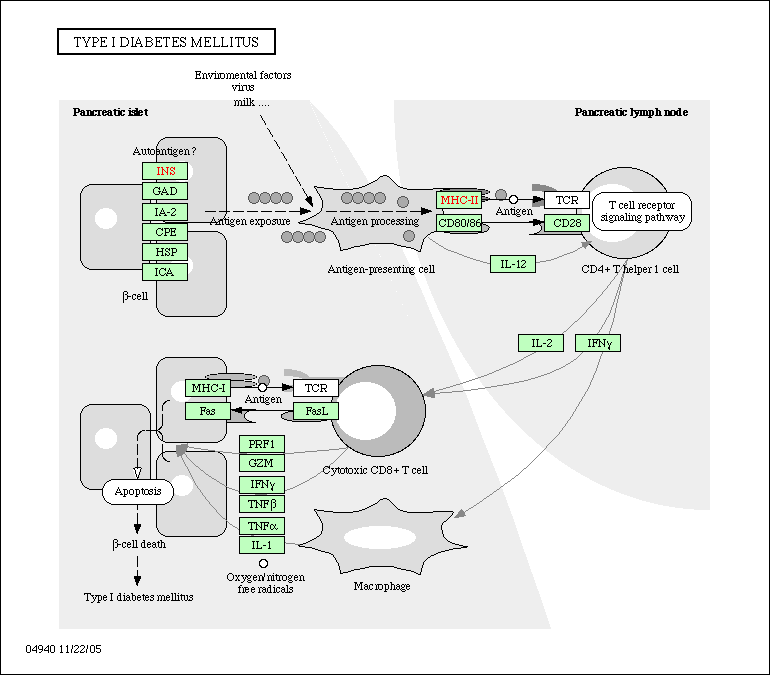 TYPE I DIABETES MELLITUS
Enviromental factors
virus
milk ....
Pancreatic islet
Pancreatic lymph node
Autoantigen ?
INS
GAD
IA-2
CPE
HSP
ICA
β-cell
Antigen exposure
Antigen processing
MHC-II
CD80/86
Antigen
TCR
CD28
T cell receptor
signaling pathway
IL-12
Antigen-presenting cell
CD4+ T helper 1 cell
IL-2
IFNγ
MHC-I
Fas
Antigen
TCR
FasL
PRF1
GZM
IFNγ
TNFβ
TNFα
IL-1
Cytotoxic CD8+ T cell
Apoptosis
β-cell death
Type I diabetes mellitus
Oxygen/nitrogen
free radicals
Macrophage
04940 11/22/05